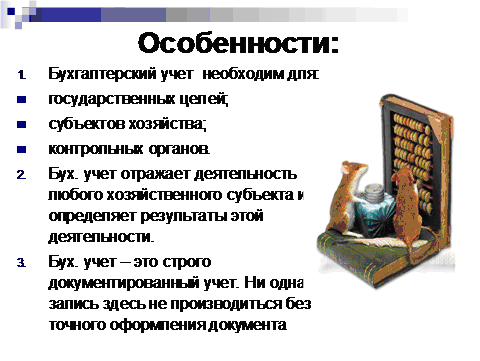 Особенности:
1. Бухгалтерский учет необходим для:
государственных целей;
субъектов хозяйства;
контрольных органов.
2. Бух. учет отражает деятельность
любого хозяйственного субъекта и
определяет результаты этой
деятельности.
3. Бух. учет – это строго
документированный учет. Ни одна
запись здесь не производиться без
точного оформления документа